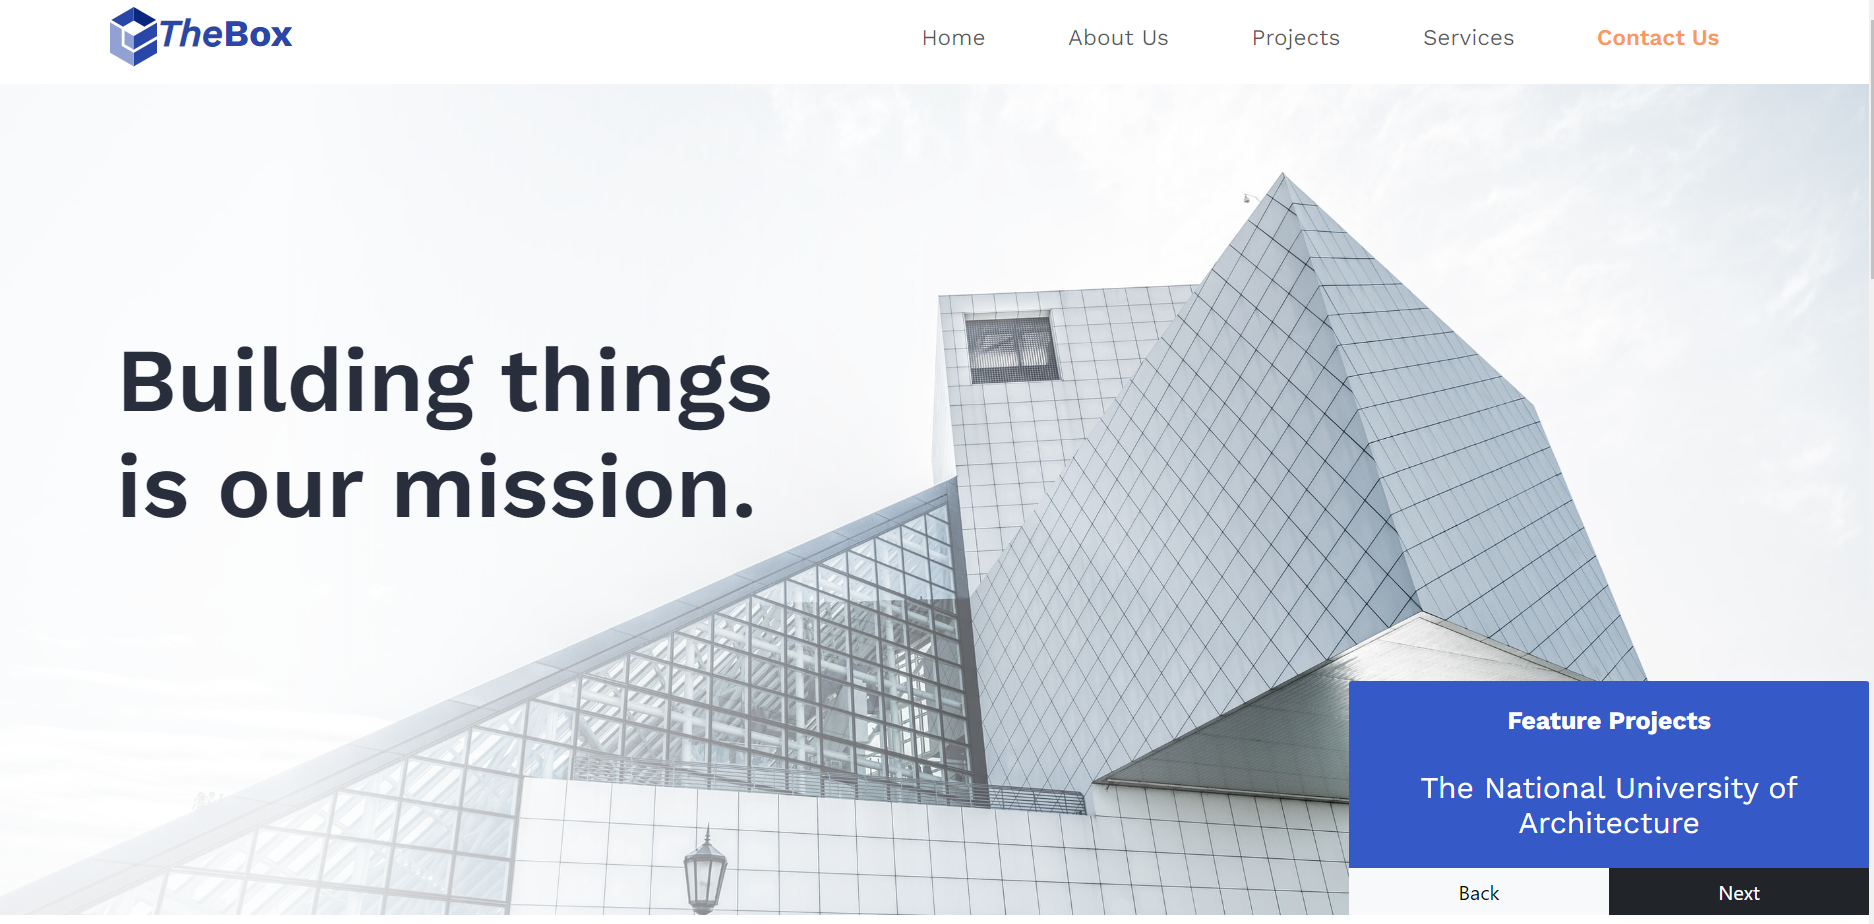 TheBox
Home About Us Projects Services Contact Us
Building things
is our mission.
Feature Projects
The National University of
Architecture
Back Next